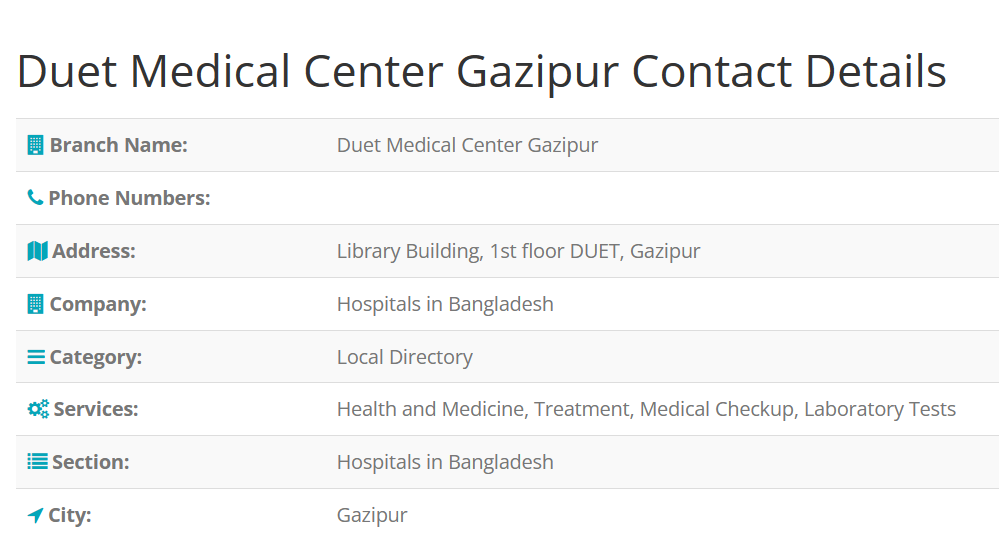 Duet Medical Center Gazipur Contact Details
Branch Name: Duet Medical Center Gazipur
Phone Numbers:
Address: Library Building, 1st floor DUET, Gazipur
Company: Hospitals in Bangladesh
Category: Local Directory
Services: Health and Medicine, Treatment, Medical Checkup, Laboratory Tests
Section: Hospitals in Bangladesh
City: Gazipur